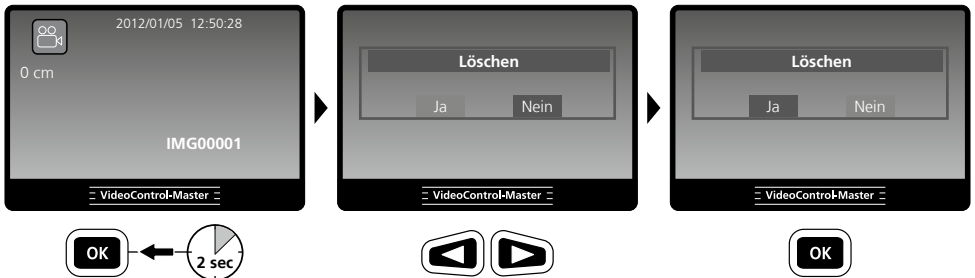 2012/01/05 12:50:28
0 cm
IMG00001
VideoControl-Master
OK
2 sec
Löschen
Ja Nein
VideoControl-Master
Löschen
Ja Nein
VideoControl-Master
OK